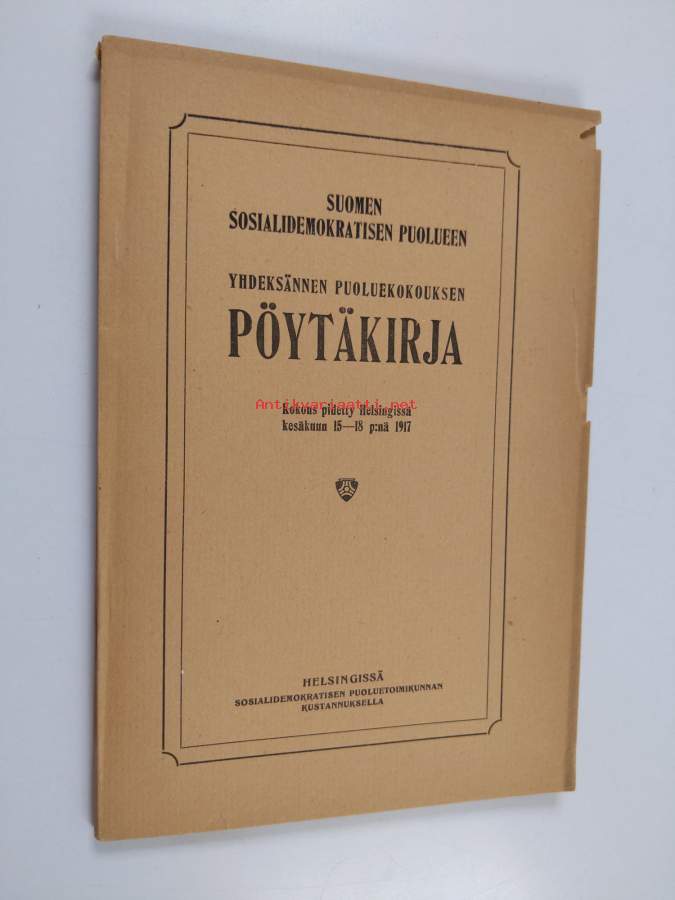 SUOMEN
SOSIALIDEMOKRATISEN PUOLUEEN
YHDEKSÄNNEN PUOLUEKOKOUKSEN
PÖYTÄKIRJA
Antikvariaatti.net
Kokous pidetty Helsingissä
kesäkuun 15—18 p:nä 1917
HELSINGISSÄ
SOSIALIDEMOKRATISEN PUOLUETOIMIKUNNAN
KUSTANNUKSELLA